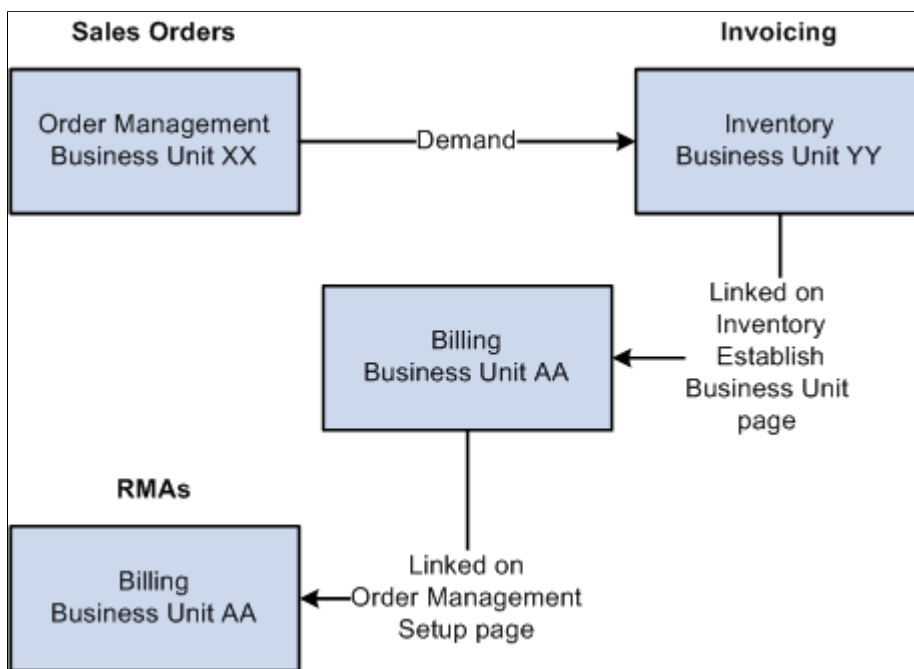 Sales Orders
Invoicing
Order Management
Business Unit XX
Demand
Inventory
Business Unit YY
Linked on
Inventory
Establish
Business Unit
page
Billing
Business Unit AA
RMAs
Linked on
Order Management
Setup page
Billing
Business Unit AA